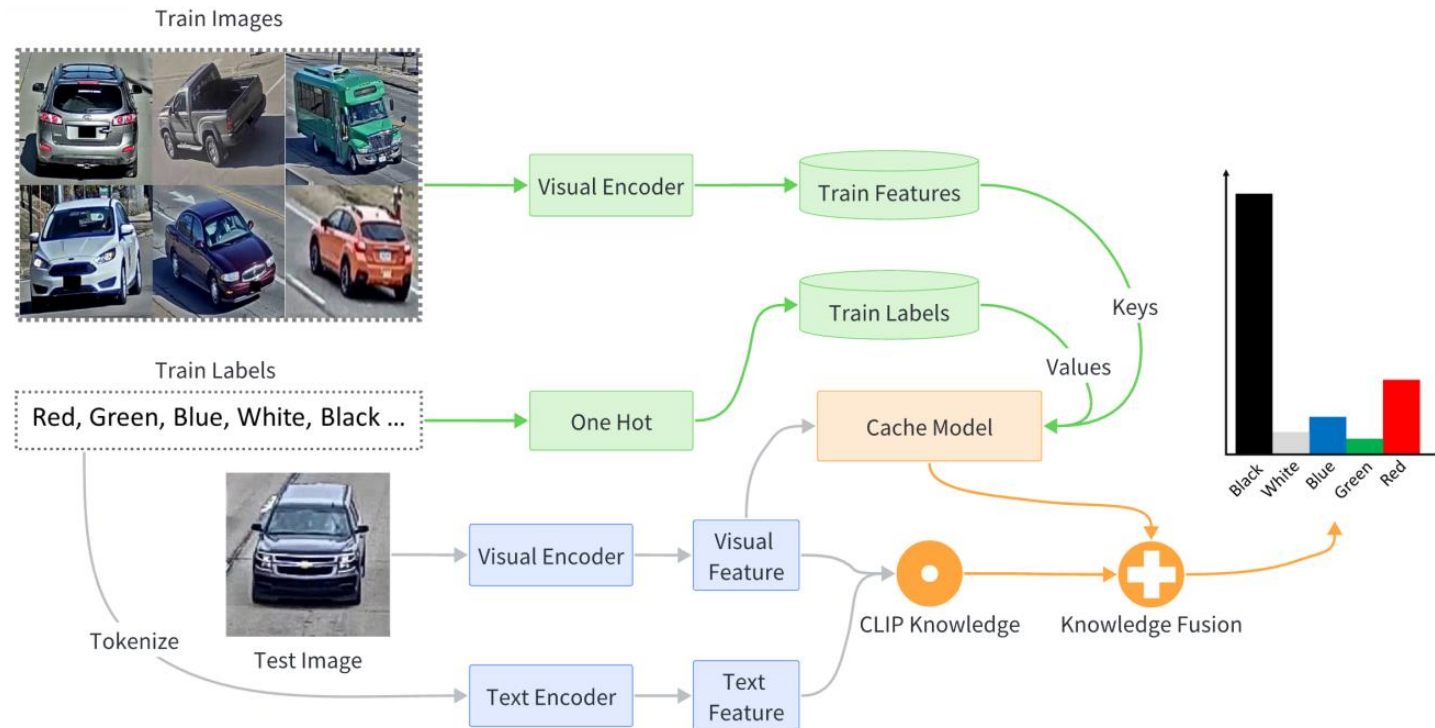 Train Images
Visual Encoder
Train Features
Train Labels
Keys
Values
Train Labels
Red, Green, Blue, White, Black ...
One Hot
Cache Model
Black
White
Blue
Green
Red
Visual Encoder
Visual
Feature
CLIP Knowledge
Knowledge Fusion
Tokenize
Test Image
Text Encoder
Text
Feature